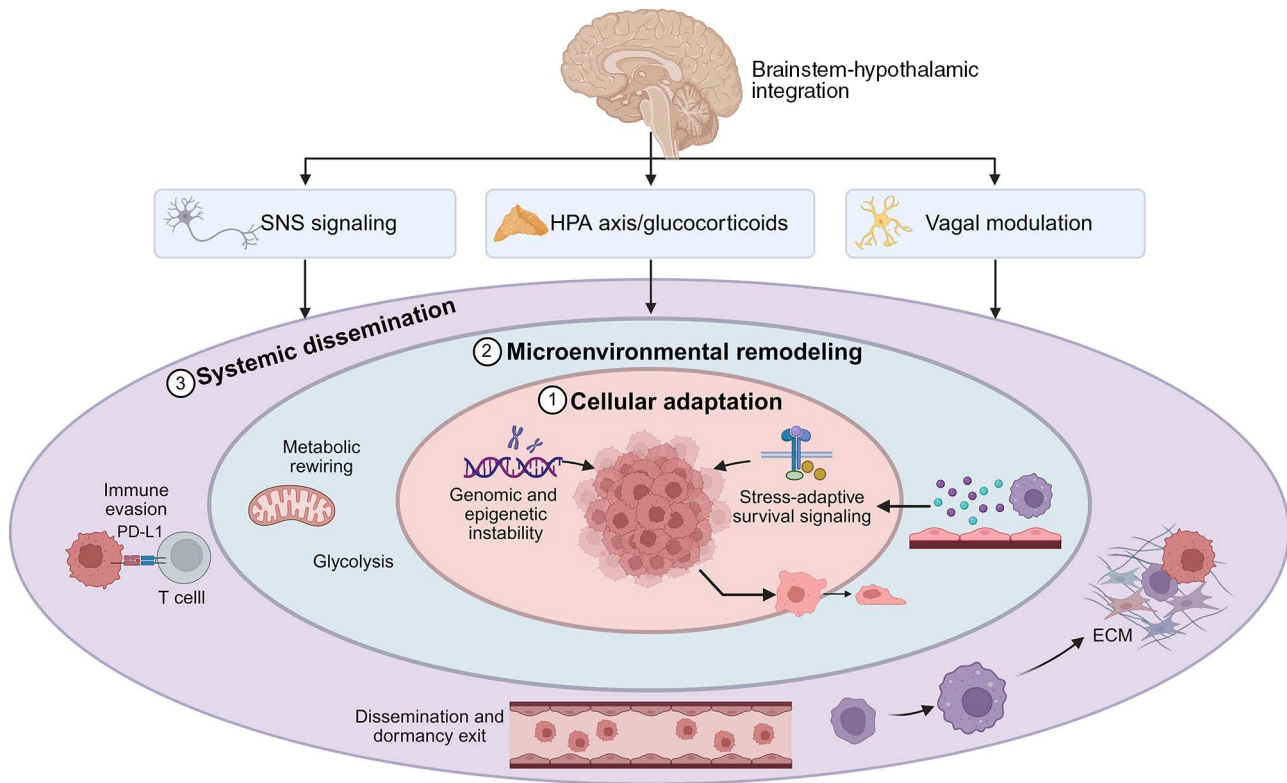 Brainstem-hypothalamic
integration
SNS signaling
HPA axis/glucocorticoids
Vagal modulation
3 Systemic dissemination
2 Microenvironmental remodeling
1 Cellular adaptation
Metabolic
rewiring
Glycolysis
Genomic and
epigenetic
instability
Stress-adaptive
survival signaling
Immune
evasion
PD-L1
T celll
ECM
Dissemination and
dormancy exit